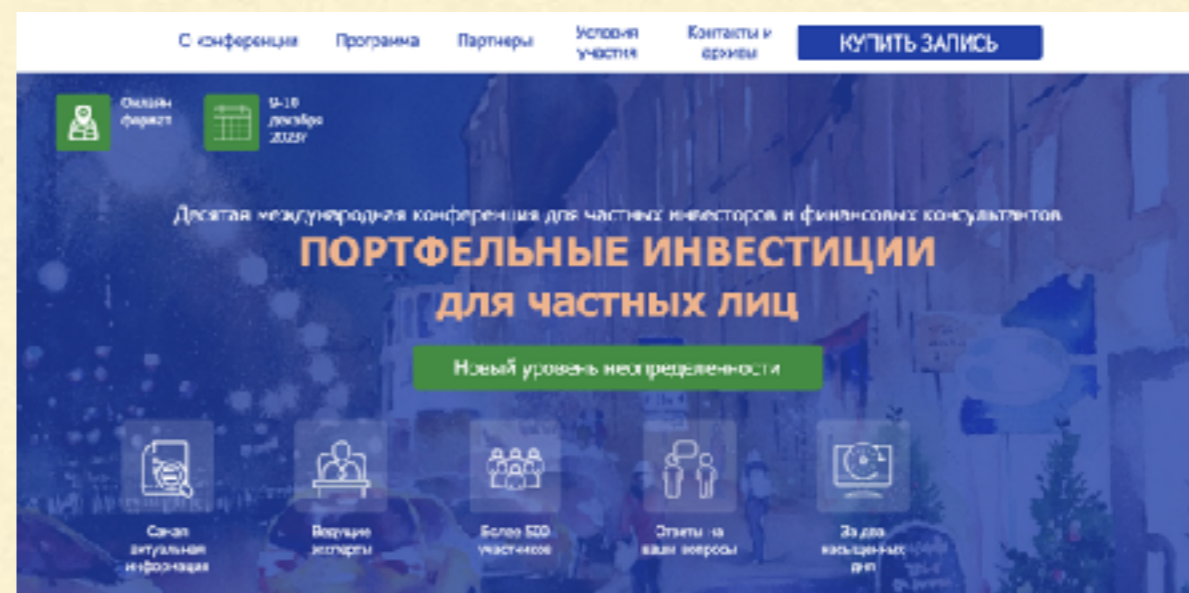 О конференции
Программа
Партнеры
Условия
участия
Контакты и
архивы
КУПИТЬ ЗАПИСЬ
Онлайн
формат
9-10
декабря
Десятая международная конференция для частных инвесторов и финансовых консультантов
ПОРТФЕЛЬНЫЕ ИНВЕСТИЦИИ
для частных лиц
Новый уровень неопределенности
Самая
актуальная
информация
Ведущие
эксперты
Более 500
участников
Ответы на
ваши вопросы
За два
насыщенных
дня